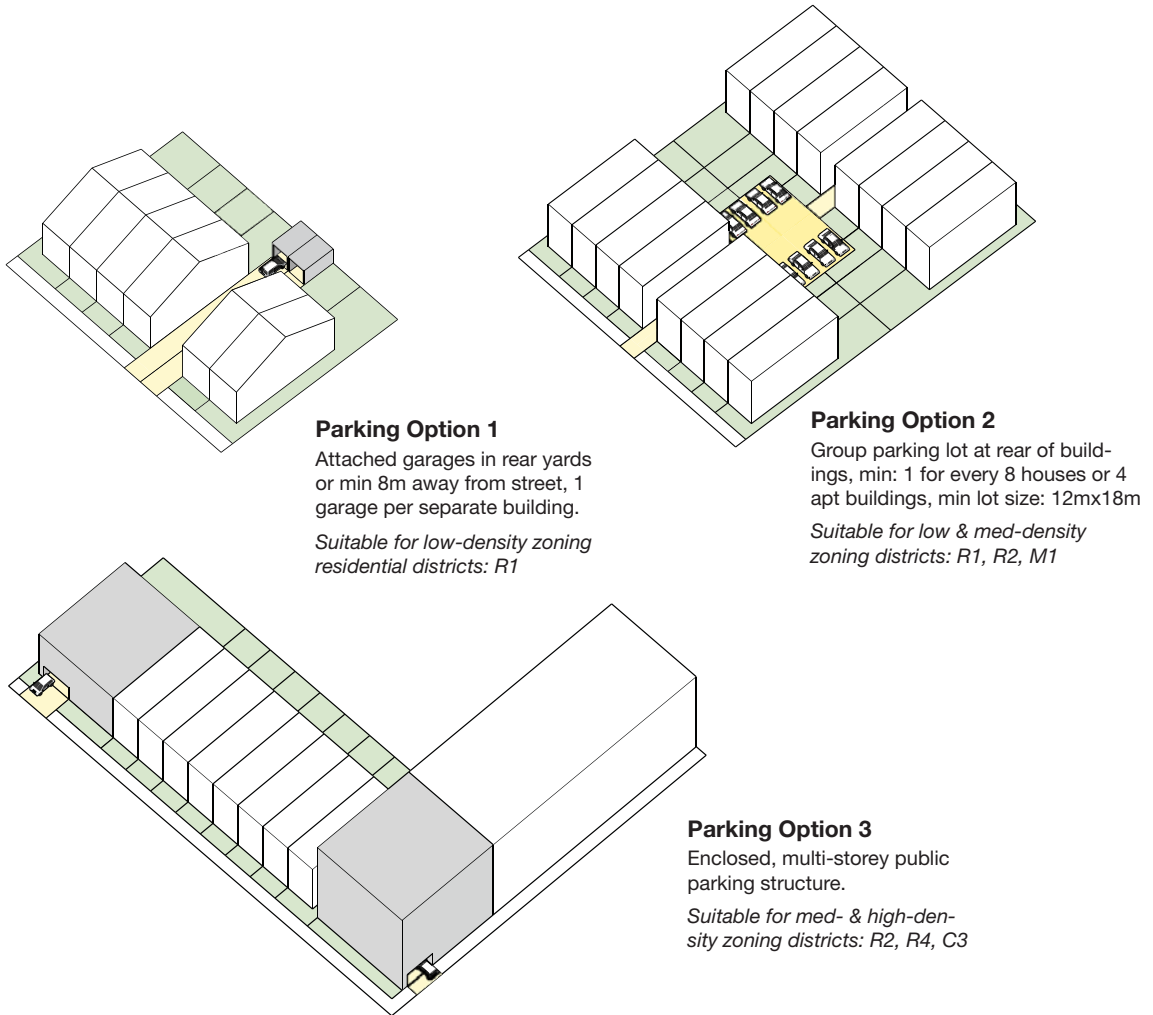 Parking Option 1
Attached garages in rear yards
or min 8m away from street, 1
garage per separate building.
Suitable for low-density zoning
residential districts: R1
Parking Option 2
Group parking lot at rear of build-
ings, min: 1 for every 8 houses or 4
apt buildings, min lot size: 12mx18m
Suitable for low & med-density
zoning districts: R1, R2, M1
Parking Option 3
Enclosed, multi-storey public
parking structure.
Suitable for med- & high-den-
sity zoning districts: R2, R4, C3